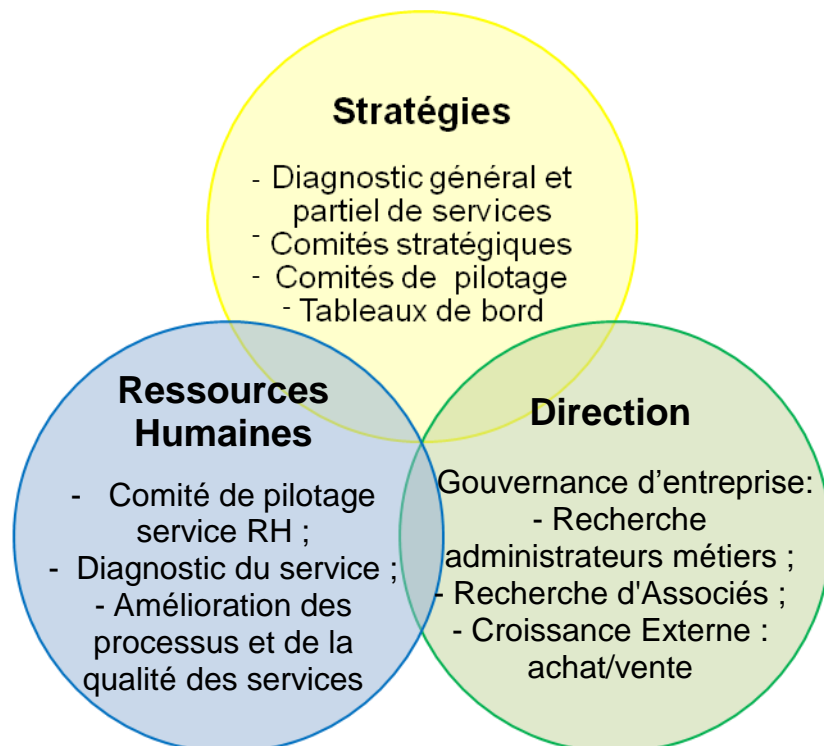 Stratégies
- Diagnostic général et
partiel de services
- Comités stratégiques
- Comités de pilotage
- Tableaux de bord
Ressources
Humaines
- Comité de pilotage
service RH ;
- Diagnostic du service ;
- Amélioration des
processus et de la
qualité des services
Direction
Gouvernance d’entreprise:
- Recherche
administrateurs métiers ;
- Recherche d'Associés ;
- Croissance Externe :
achat/vente